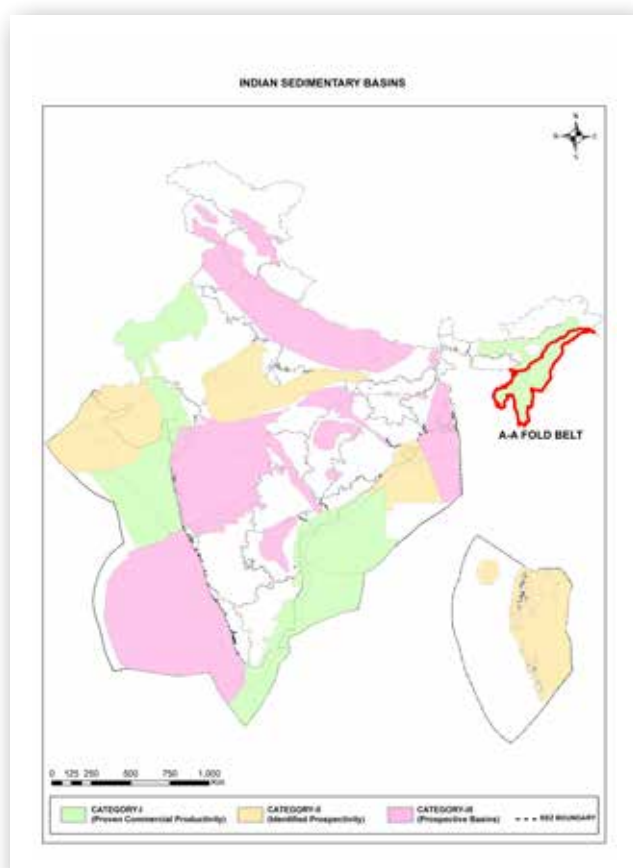 INDIAN SEDIMENTARY BASINS
N
A-A FOLD BELT
0 125 250 500 750 1,000
CATEGORY-I
(Proven Commercial Productivity)
CATEGORY-II
(Identified Prospectivity)
CATEGORY-III
(Prospective Basins)
EEZ BOUNDARY